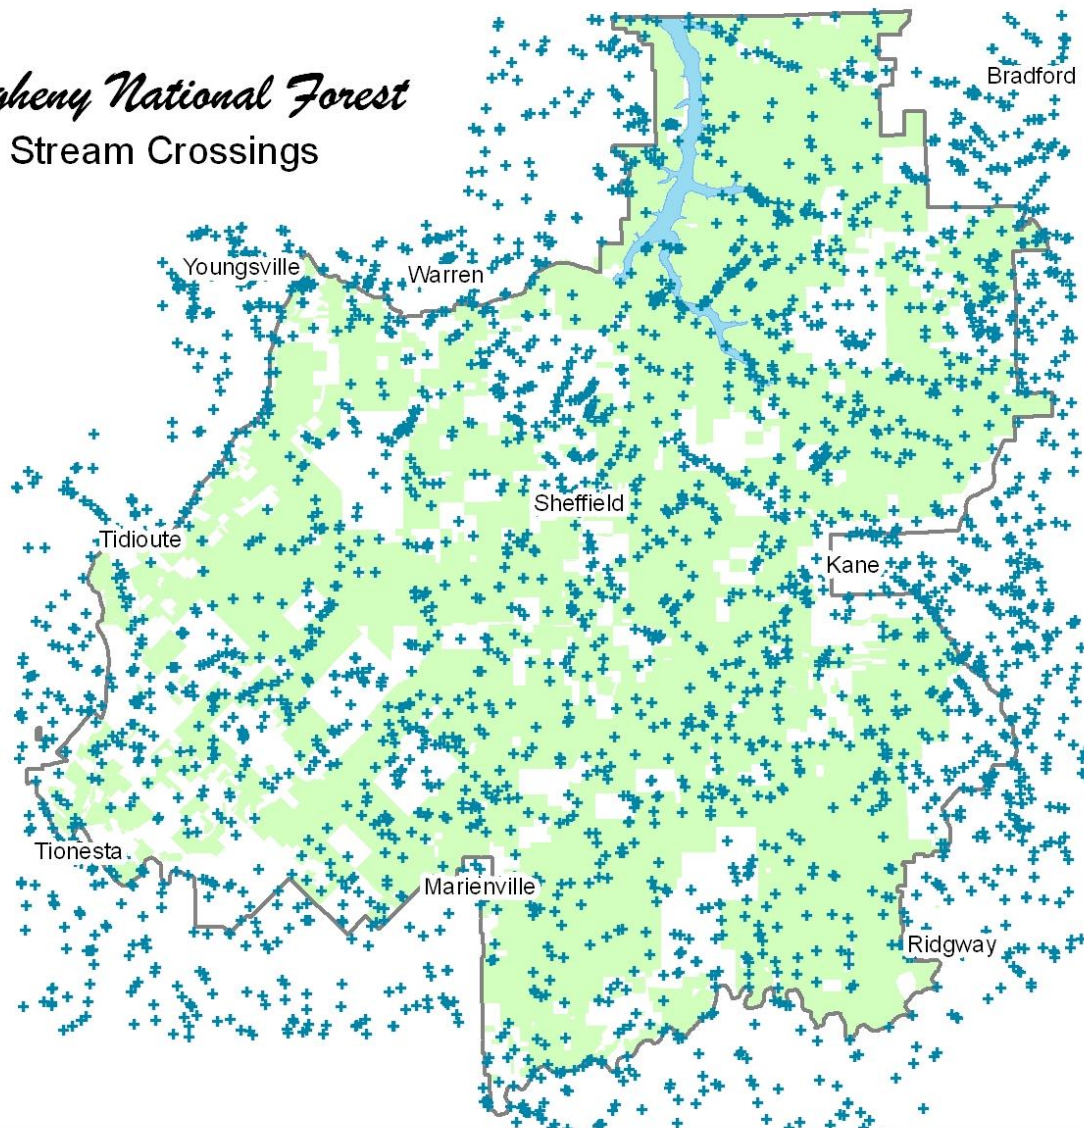 gheny National Forest
Stream Crossings
Bradford
Youngsville
Warren
Sheffield
Tidioute
Kane
Tionesta
Marienville
Ridgway